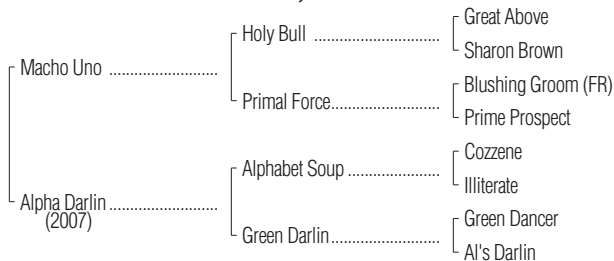 Great Above
Holy Bull ..............................
Sharon Brown
Macho Uno ..........................
Blushing Groom (FR)
Primal Force..........................
Prime Prospect
Cozzene
Alphabet Soup ......................
Illiterate
Alpha Darlin ..........................
(2007)
Green Dancer
Green Darlin..........................
Al's Darlin